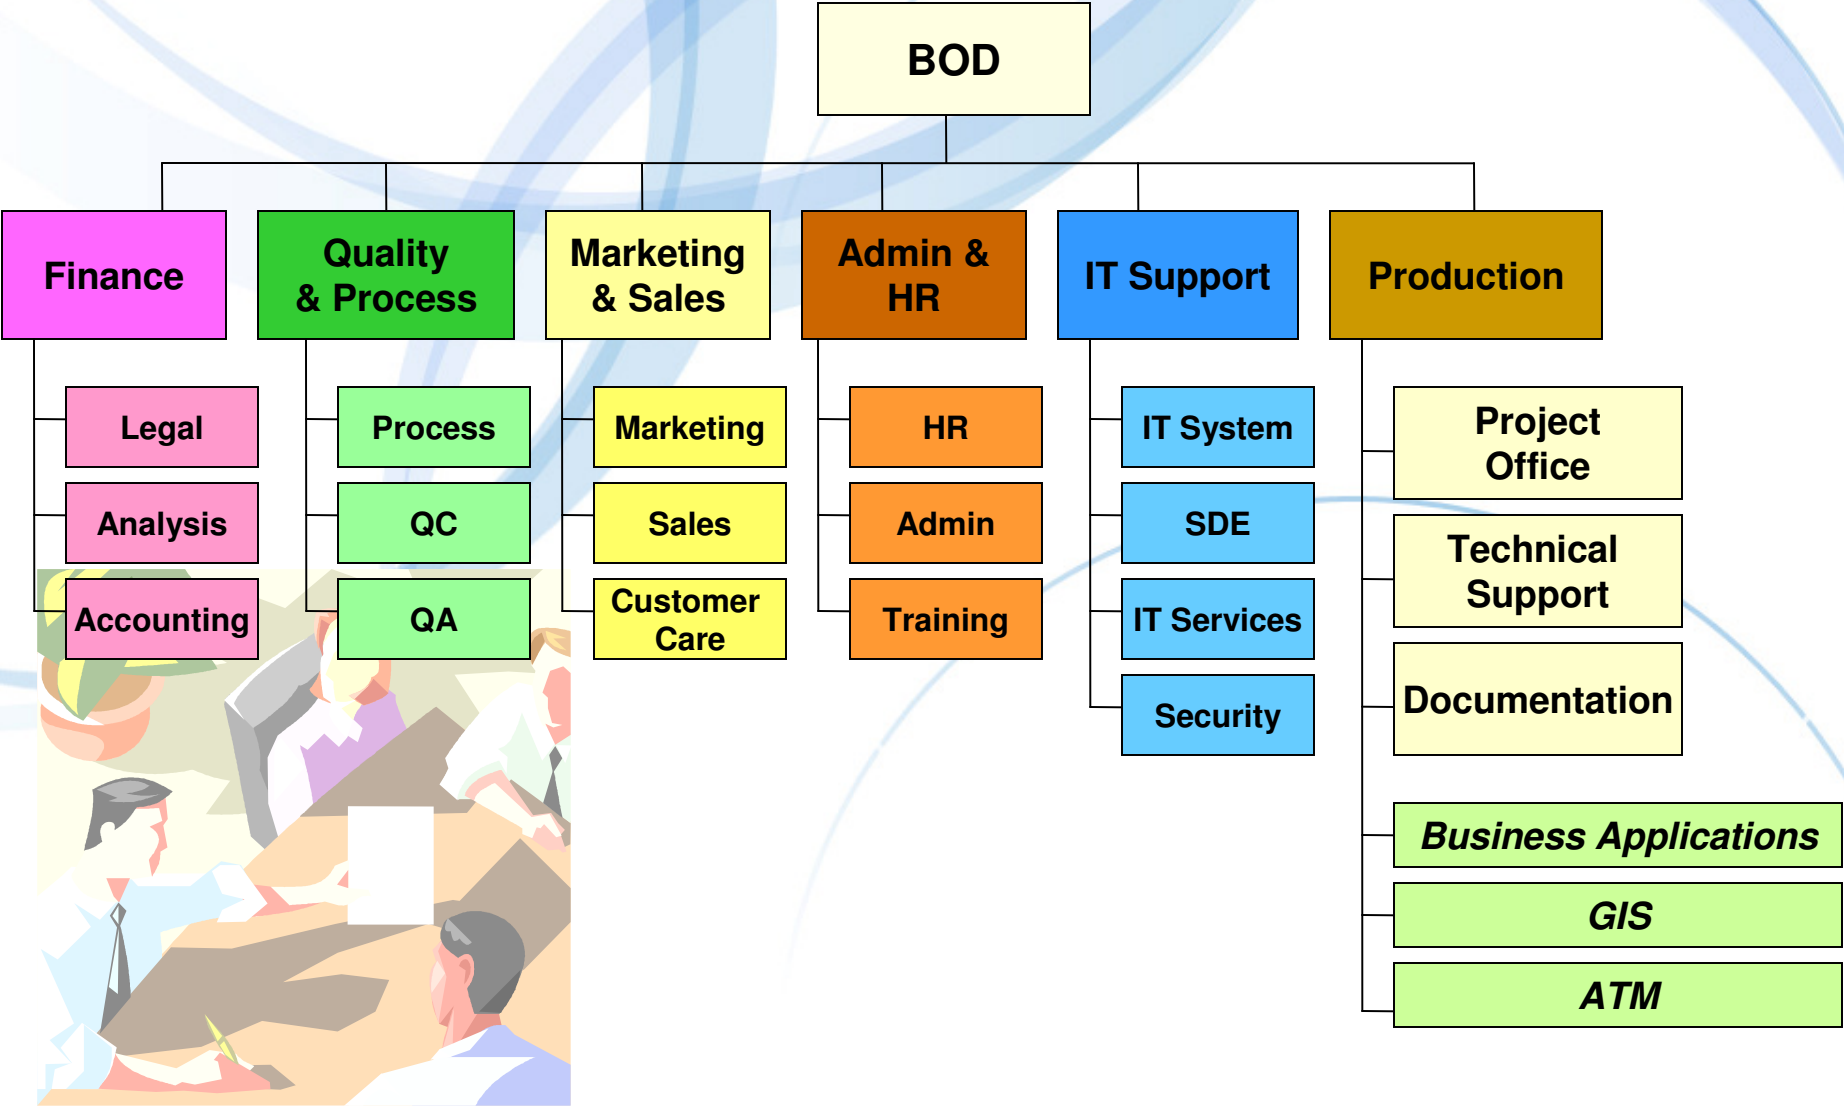 BOD
Finance
Quality
& Process
Marketing
& Sales
Admin &
HR
IT Support
Production
Legal
Analysis
Accounting
Process
QC
QA
Marketing
Sales
Customer
Care
HR
Admin
Training
IT System
SDE
IT Services
Security
Project
Office
Technical
Support
Documentation
Business Applications
GIS
ATM